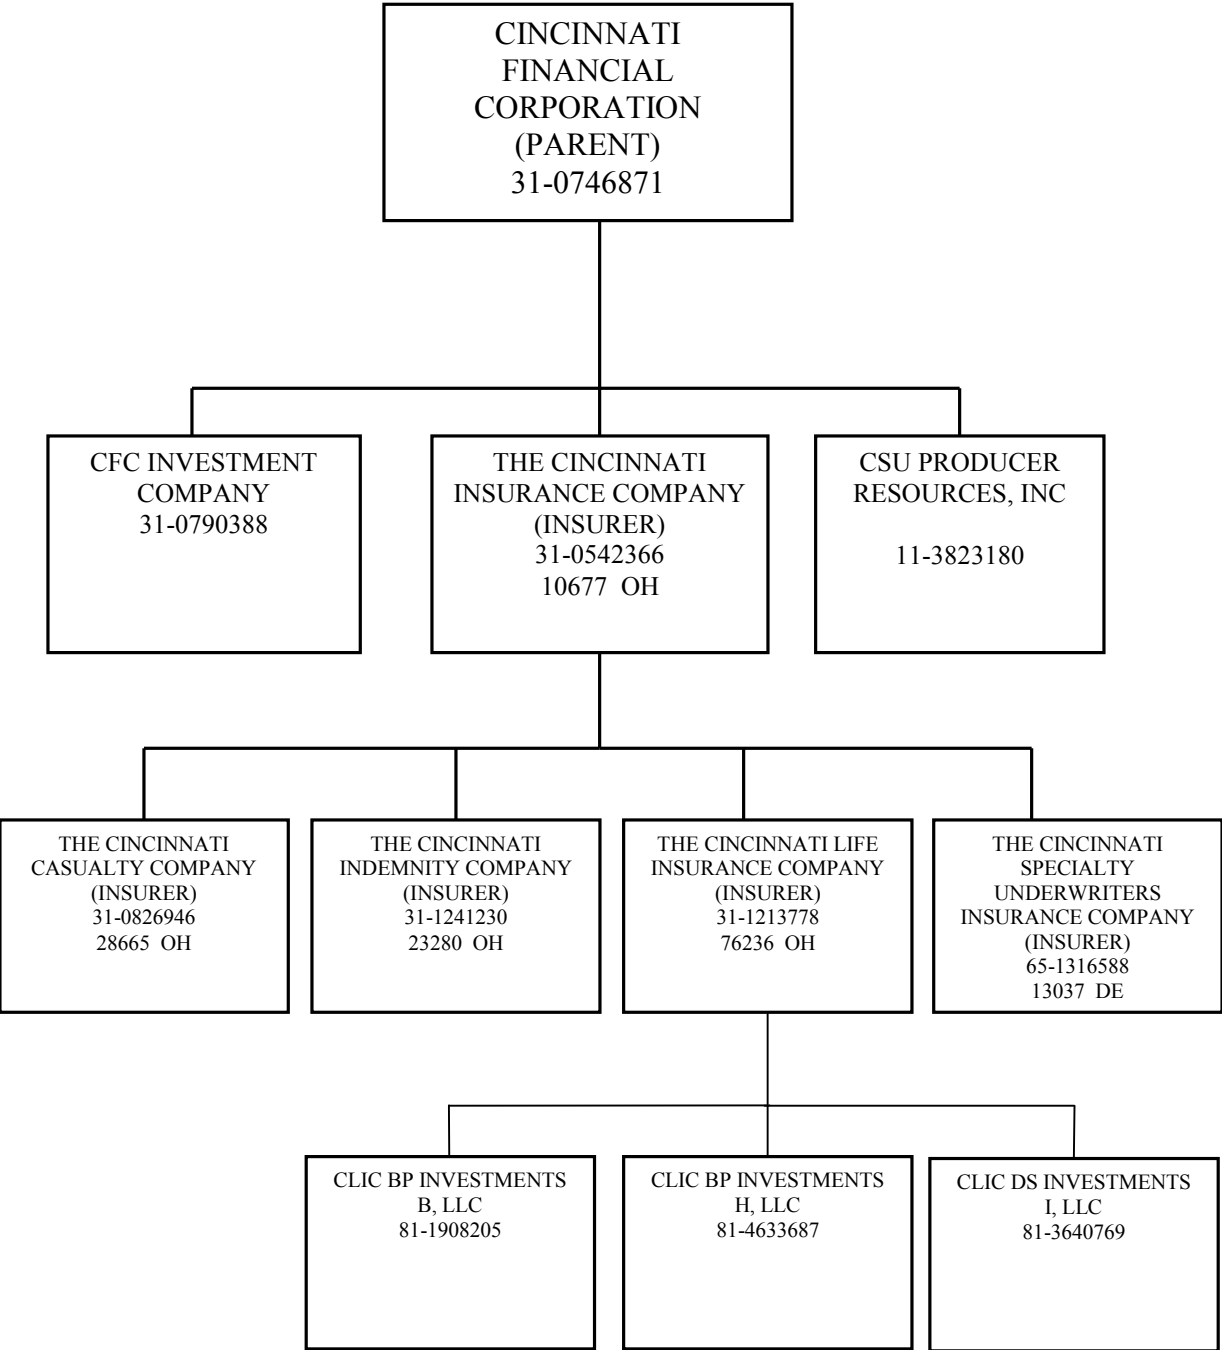 CINCINNATI
FINANCIAL
CORPORATION
(PARENT)
31-0746871
CFC INVESTMENT
COMPANY
31-0790388
THE CINCINNATI
INSURANCE COMPANY
(INSURER)
31-0542366
10677 OH
CSU PRODUCER
RESOURCES, INC
11-3823180
THE CINCINNATI
CASUALTY COMPANY
(INSURER)
31-0826946
28665 OH
THE CINCINNATI
INDEMNITY COMPANY
(INSURER)
31-1241230
23280 OH
THE CINCINNATI LIFE
INSURANCE COMPANY
(INSURER)
31-1213778
76236 OH
THE CINCINNATI
SPECIALTY
UNDERWRITERS
INSURANCE COMPANY
(INSURER)
65-1316588
13037 DE
CLIC BP INVESTMENTS
B, LLC
81-1908205
CLIC BP INVESTMENTS
H, LLC
81-4633687
CLIC DS INVESTMENTS
I, LLC
81-3640769